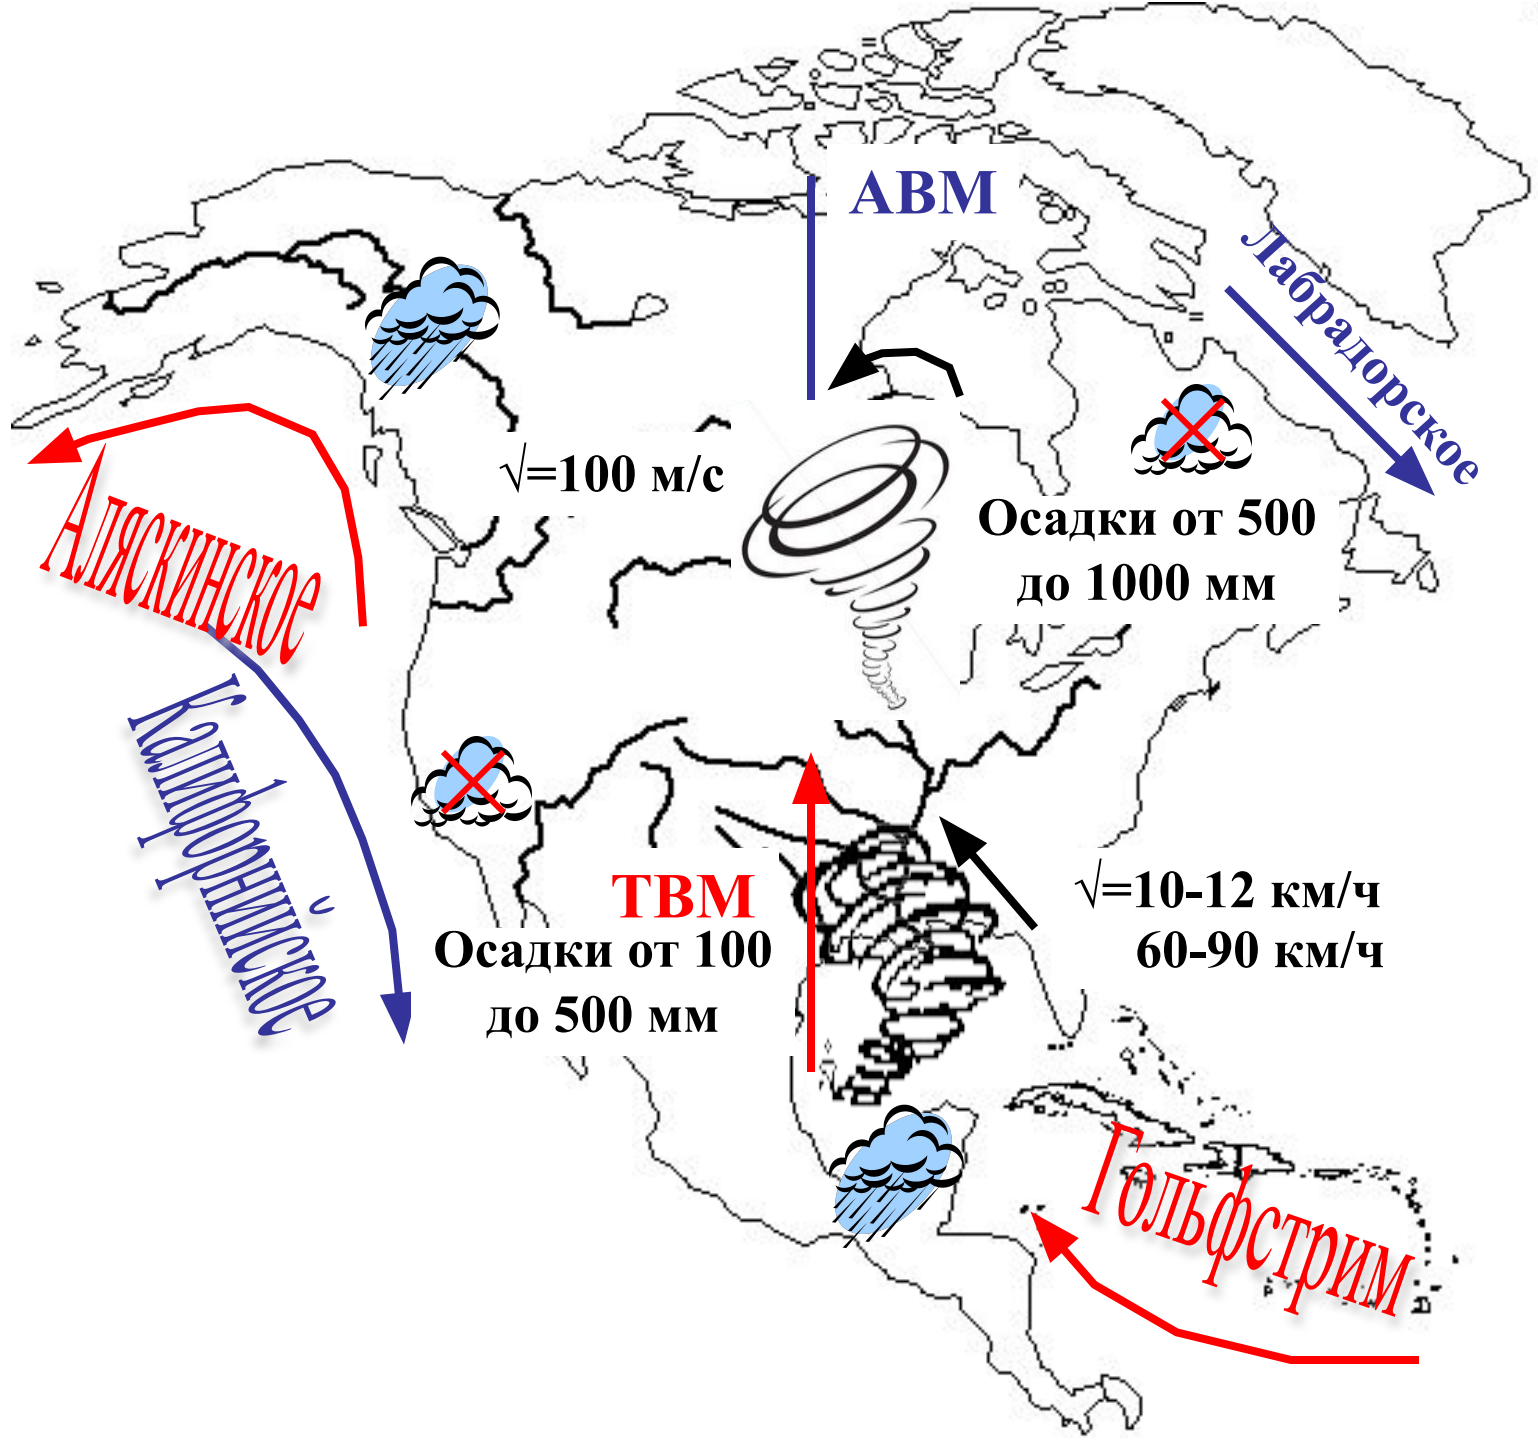 АВМ
Лабрадорское
√=100 м/с
Осадки от 500
до 1000 мм
Аляскинское
Калифорнийское
ТВМ
Осадки от 100
до 500 мм
√=10-12 км/ч
60-90 км/ч
Гольфстрим